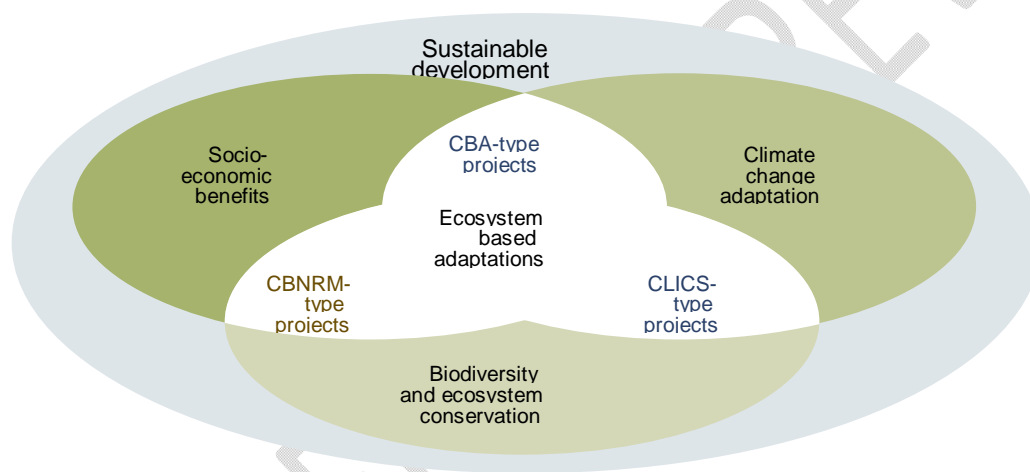 Sustainable
development
CBA-type
projects
Socio-
economic
benefits
Climate
change
adaptation
Ecosystem
based
adaptations
CBNRM-
type
projects
CLICS-
type
projects
Biodiversity
and ecosystem
conservation